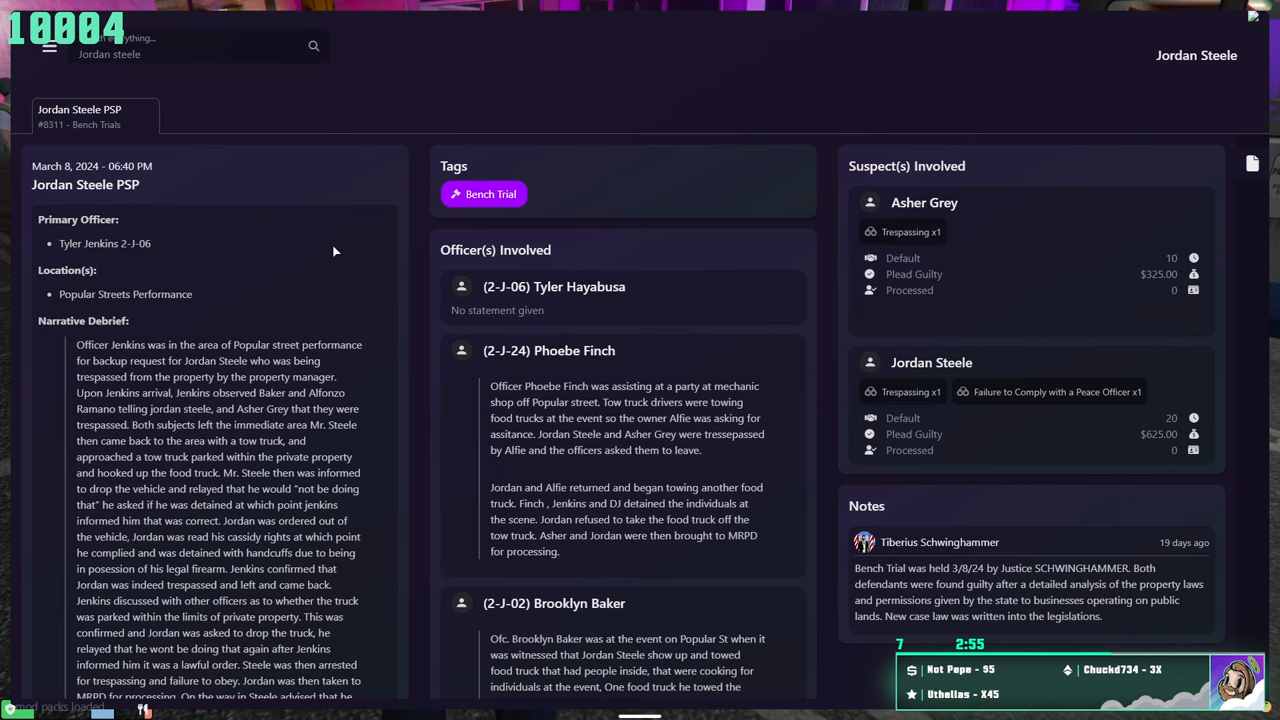 10004
everything...
Jordan steele
Jordan Steele
Jordan Steele PSP
#8311 - Bench Trials
March 8, 2024 - 06:40 PM
Jordan Steele PSP
Primary Officer:
Tyler Jenkins 2-J-06
Location(s):
Popular Streets Performance
Narrative Debrief:
Officer Jenkins was in the area of Popular street performance
for backup request for Jordan Steele who was being
trespassed from the property by the property manager.
Upon Jenkins arrival, Jenkins observed Baker and Alfonzo
Ramano telling jordan steele, and Asher Grey that they were
trespassed. Both subjects left the immediate area Mr. Steele
then came back to the area with a tow truck, and
approached a tow truck parked within the private property
and hooked up the food truck. Mr. Steele then was informed
to drop the vehicle and relayed that he would "not be doing
that" he asked if he was detained at which point jenkins
informed him that was correct. Jordan was ordered out of
the vehicle, Jordan was read his cassidy rights at which point
he complied and was detained with handcuffs due to being
in posession of his legal firearm. Jenkins confirmed that
Jordan was indeed trespassed and left and came back.
Jenkins discussed with other officers as to whether the truck
was parked within the limits of private property. This was
confirmed and Jordan was asked to drop the truck, he
relayed that he wont be doing that again after Jenkins
informed him it was a lawful order. Steele was then arrested
for trespassing and failure to obey. Jordan was then taken to
MRPD for processing. On the way in Steele advised that he
Tags
Bench Trial
Officer(s) Involved
(2-J-06) Tyler Hayabusa
No statement given
(2-J-24) Phoebe Finch
Officer Phoebe Finch was assisting at a party at mechanic
shop off Popular street. Tow truck drivers were towing
food trucks at the event so the owner Alfie was asking for
assitance. Jordan Steele and Asher Grey were tressepassed
by Alfie and the officers asked them to leave.
Jordan and Alfie returned and began towing another food
truck. Finch , Jenkins and DJ detained the individuals at
the scene. Jordan refused to take the food truck off the
tow truck. Asher and Jordan were then brought to MRPD
for processing.
(2-J-02) Brooklyn Baker
Ofc. Brooklyn Baker was at the event on Popular St when it
was witnessed that Jordan Steele show up and towed
food truck that had people inside, that were cooking for
individuals at the event, One food truck he towed the
Suspect(s) Involved
Asher Grey
Trespassing x1
Default 10
Plead Guilty $325.00
Processed 0
Jordan Steele
Trespassing x1 Failure to Comply with a Peace Officer x1
Default 20
Plead Guilty $625.00
Processed 0
Notes
Tiberius Schwinghammer 19 days ago
Bench Trial was held 3/8/24 by Justice SCHWINGHAMMER. Both
defendants were found guilty after a detailed analysis of the property laws
and permissions given by the state to businesses operating on public
lands. New case law was written into the legislations.
7 2:55
Not Pepe - 95 Chuckd734 - 3X
Uthellas - X45
mod packs loaded